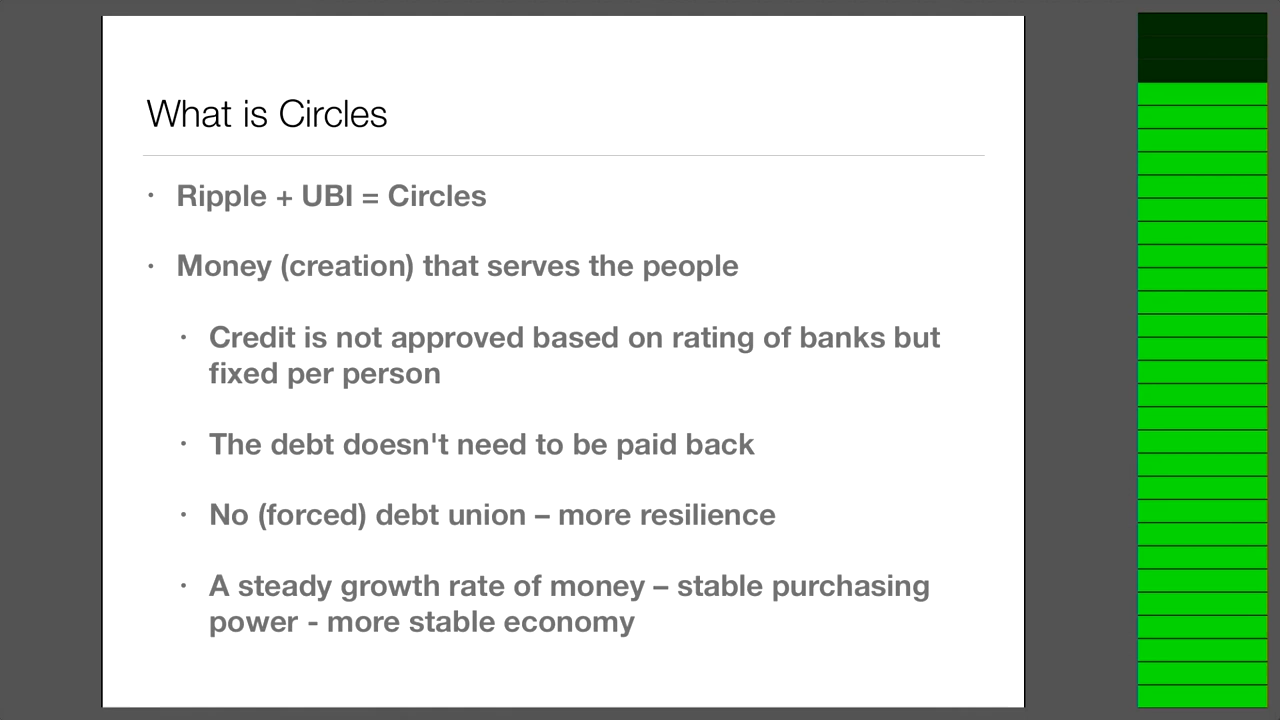 What is Circles
· Ripple + UBI = Circles
· Money (creation) that serves the people
· Credit is not approved based on rating of banks but
fixed per person
· The debt doesn't need to be paid back
· No (forced) debt union – more resilience
· A steady growth rate of money – stable purchasing
power - more stable economy